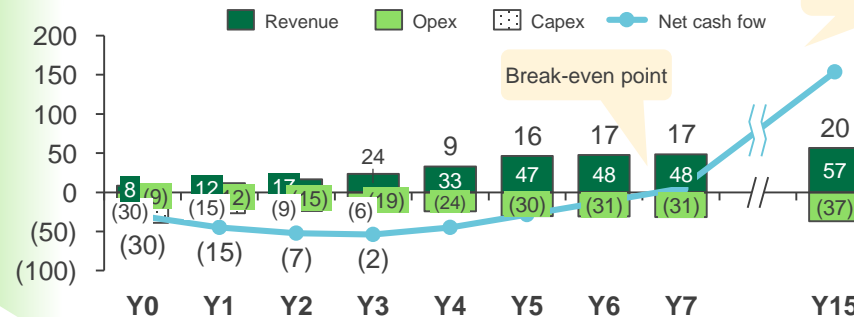 Revenue Opex Capex Net cash fow
200
150
100
50
0
(50)
(100)
Break-even point
24 9 16 17 17 20
8 12 17 33 47 48 48 57
(9) (15) (19) (24) (30) (31) (31) (37)
(30) (15) (9) (6)
(30) (15) (7) (2)
Y0 Y1 Y2 Y3 Y4 Y5 Y6 Y7 Y15